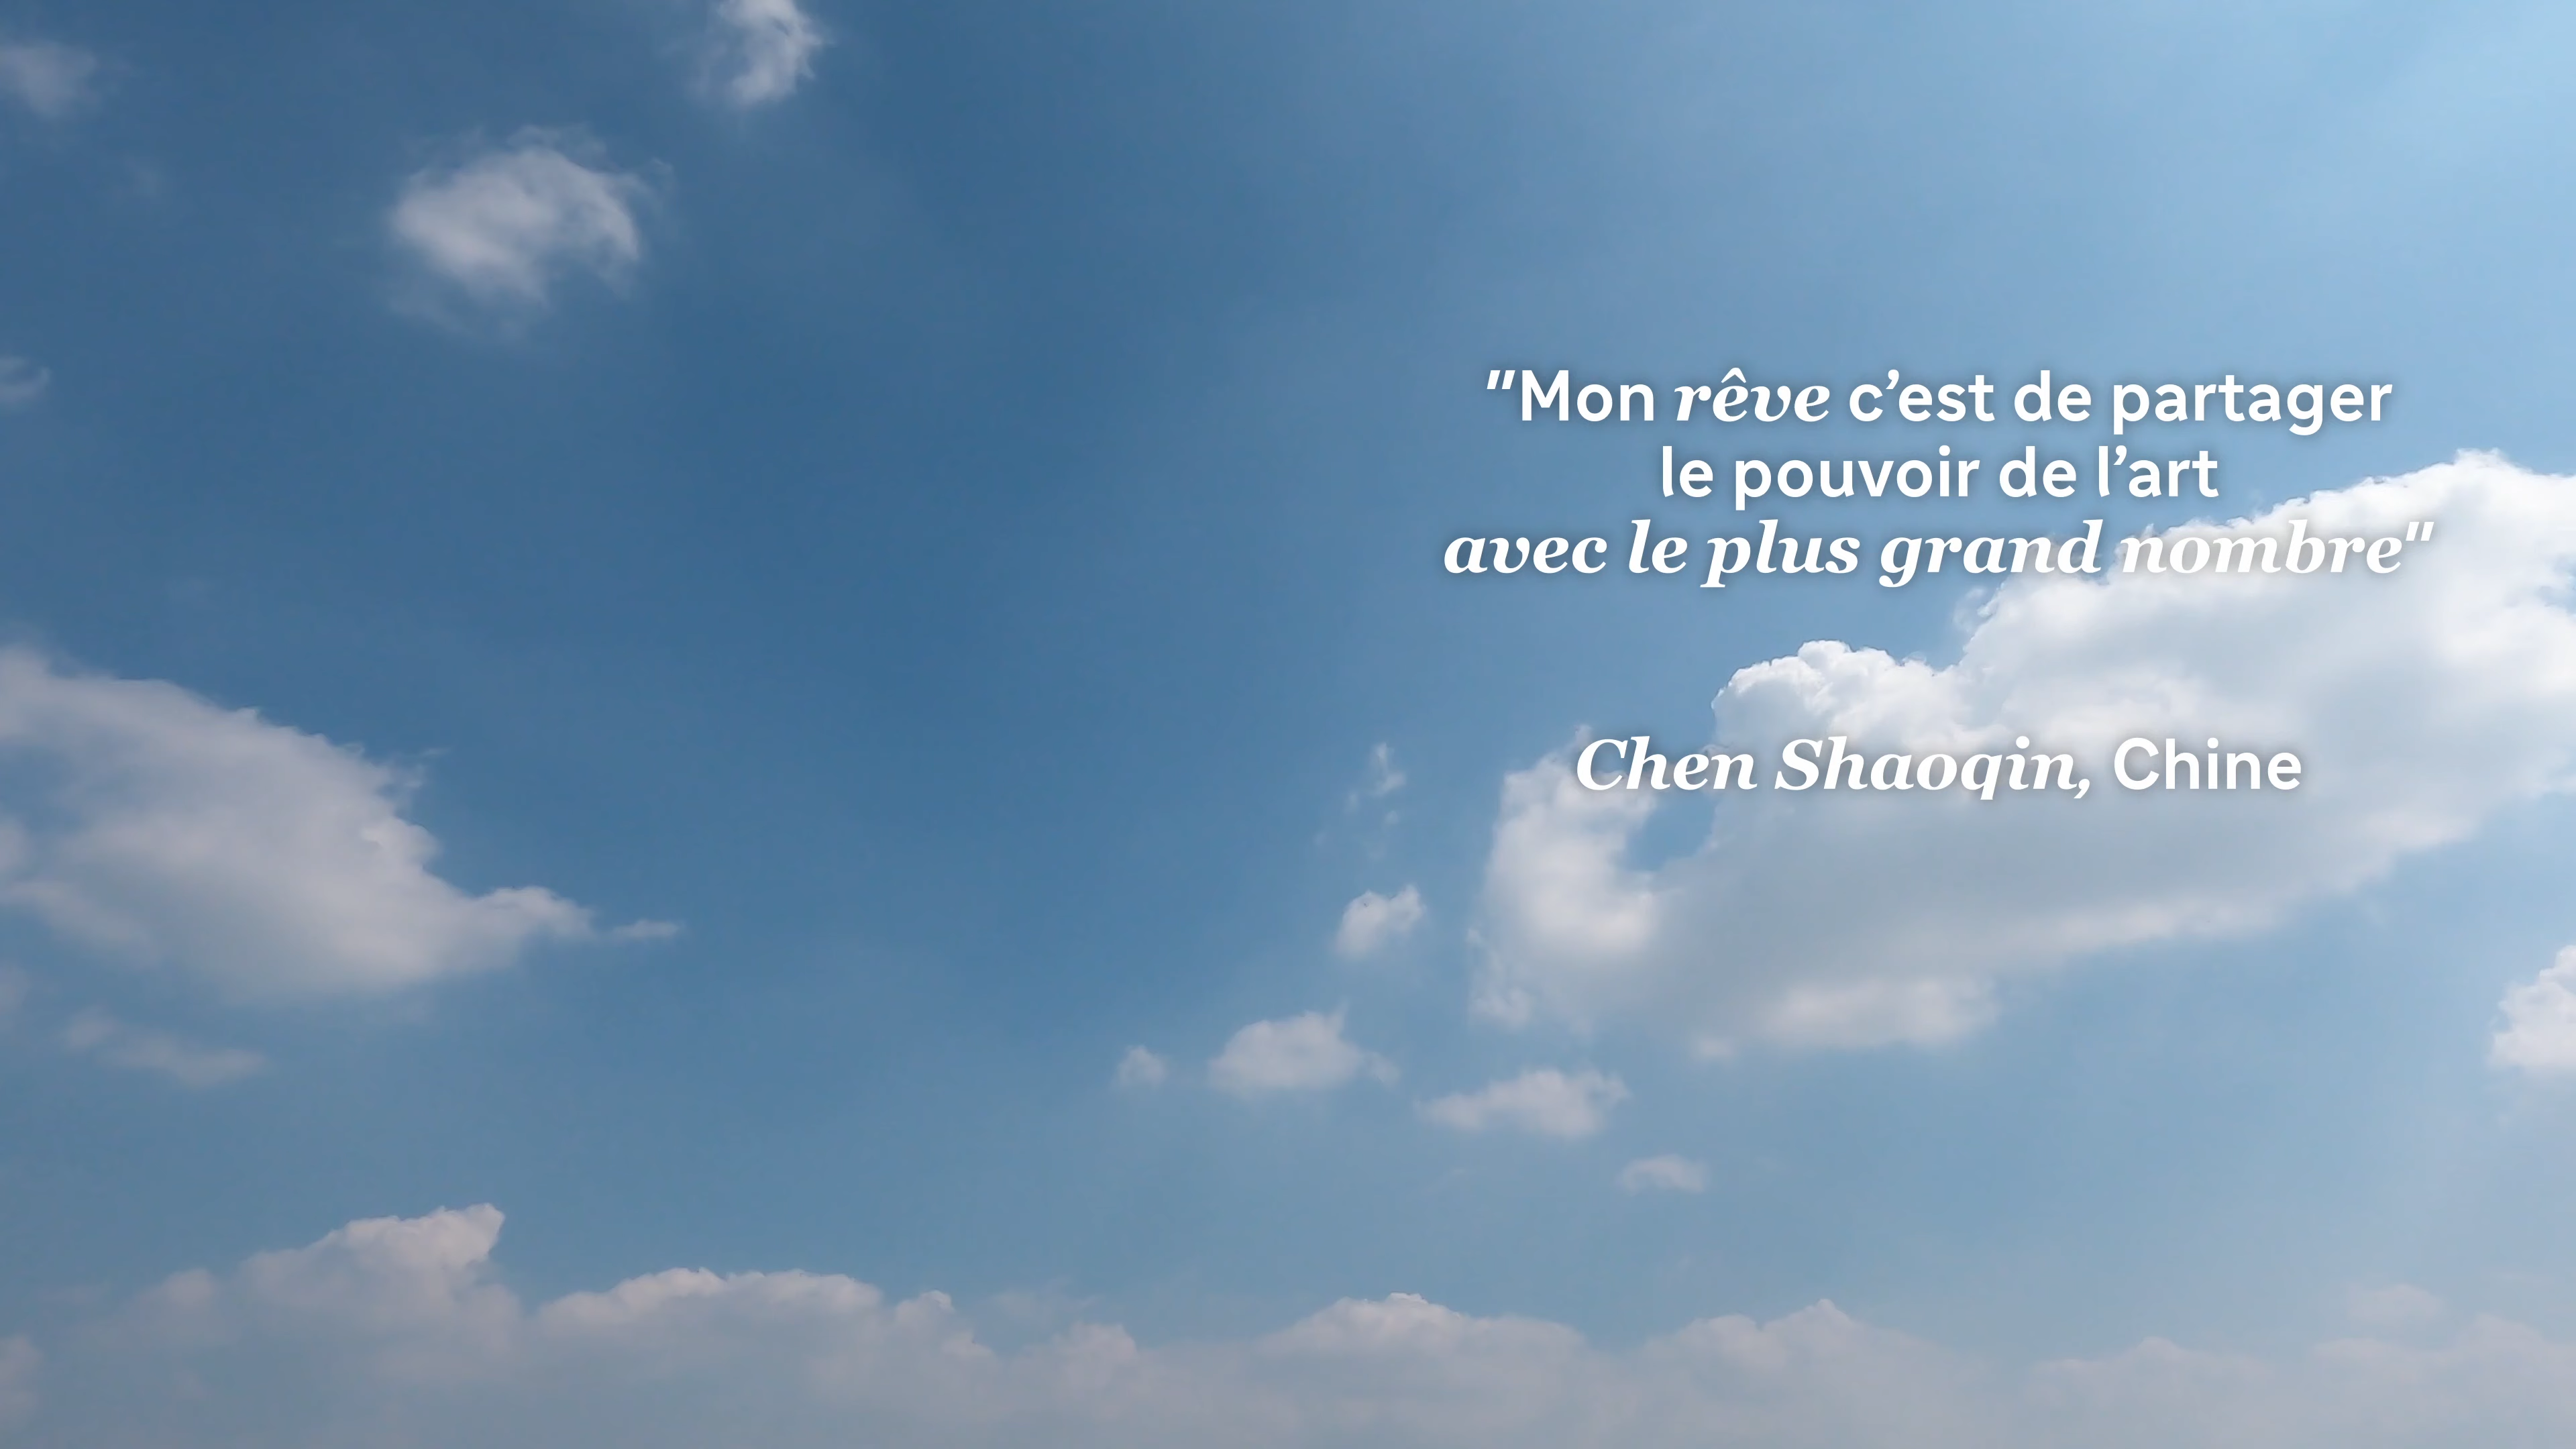 "Mon rêve c’est de partager
le pouvoir de l’art
avec le plus grand nombre"
Chen Shaoqin, Chine